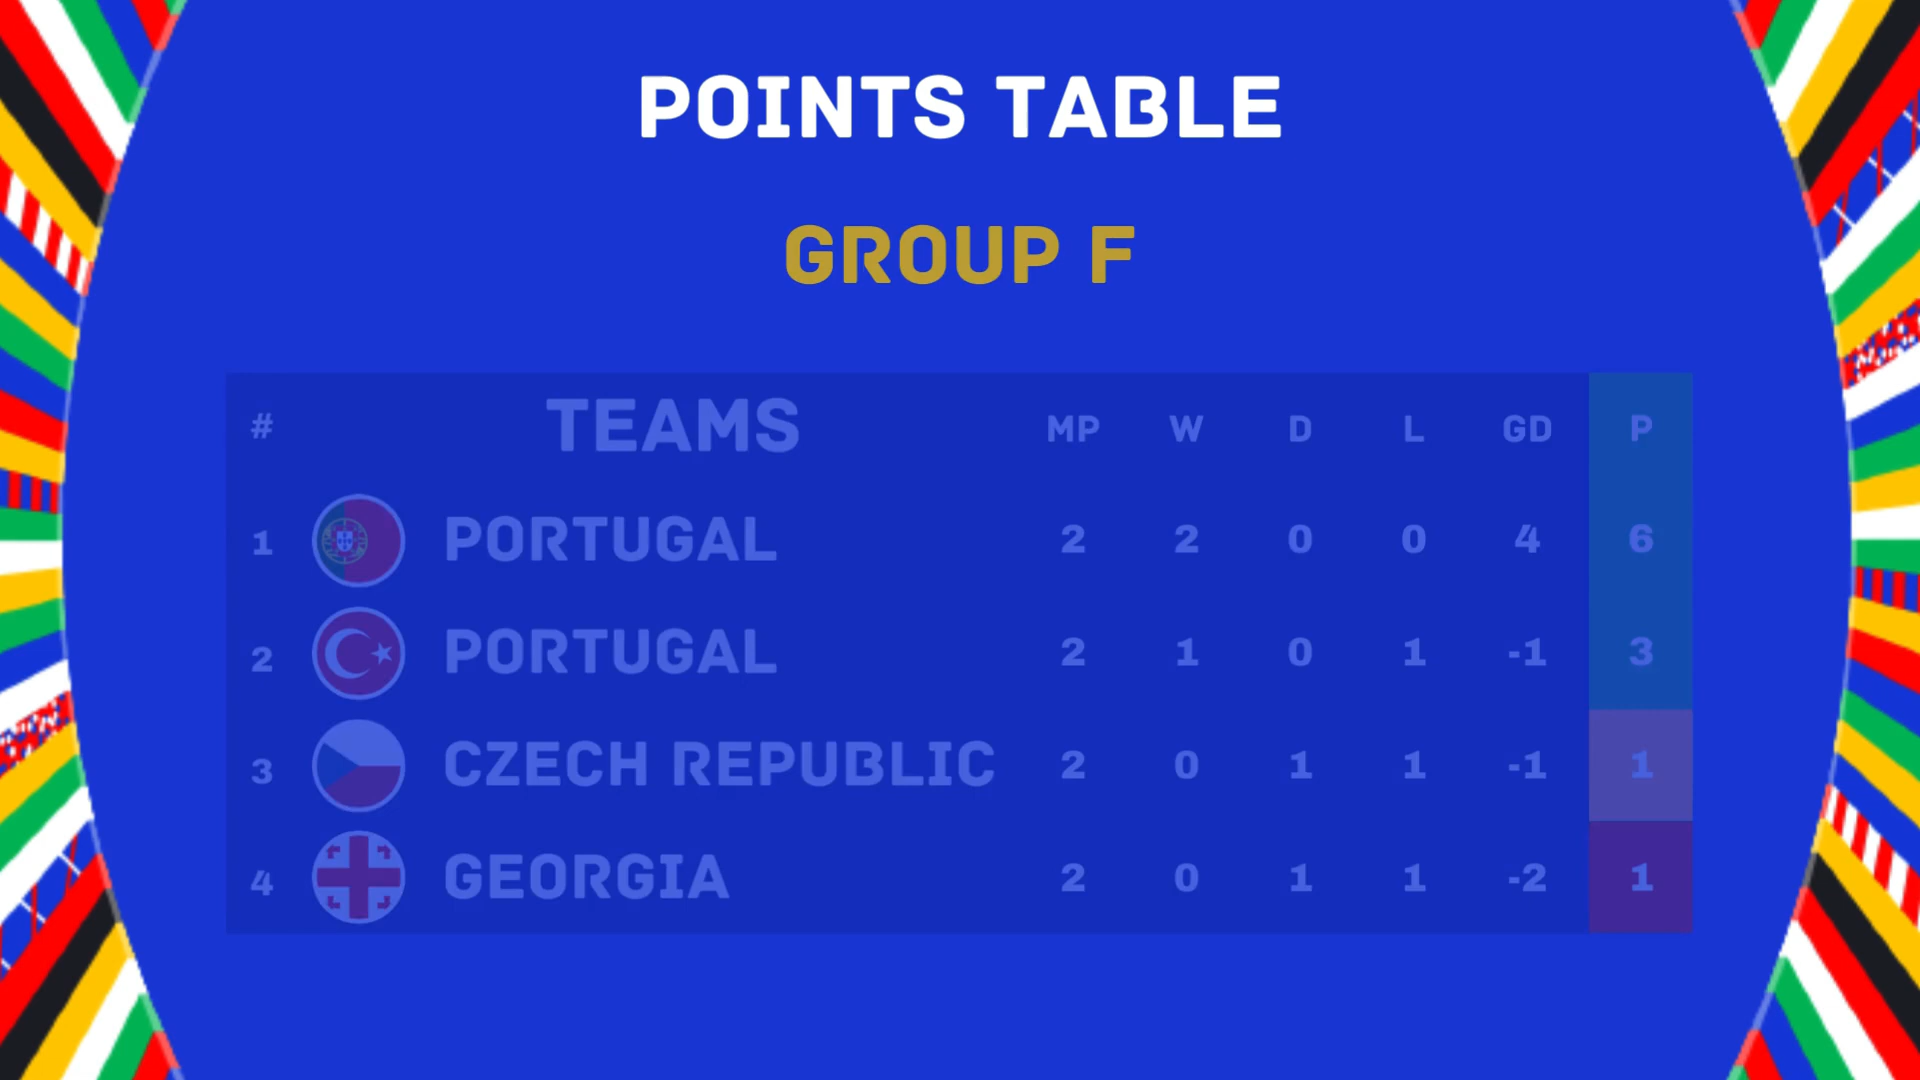 POINTS TABLE
GROUP F
# TEAMS MP W D L GD P
1 PORTUGAL 2 2 0 0 4 6
2 PORTUGAL 2 1 0 1 -1 3
3 CZECH REPUBLIC 2 0 1 1 -1 1
4 GEORGIA 2 0 1 1 -2 1